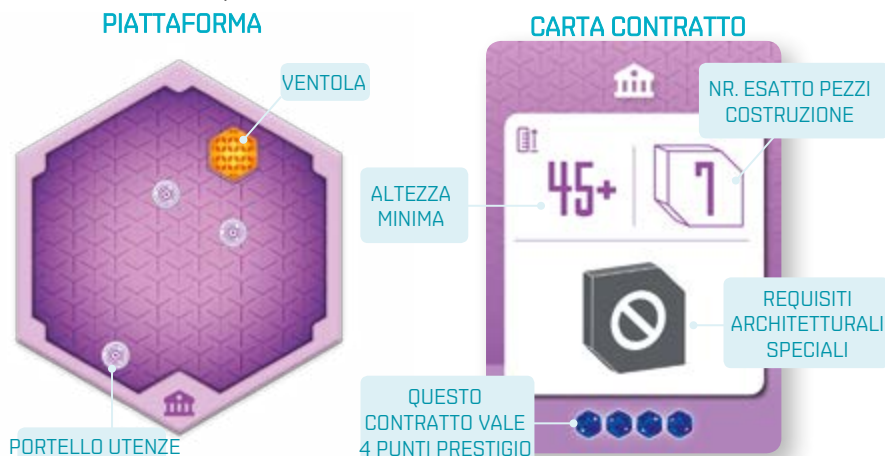 PIATTAFORMA
VENTOLA
PORTELLO UTENZE
CARTA CONTRATTO
NR. ESATTO PEZZI
COSTRUZIONE
45+
7
ALTEZZA
MINIMA
REQUISITI
ARCHITETTURALI
SPECIALI
QUESTO
CONTRATTO VALE
4 PUNTI PRESTIGIO